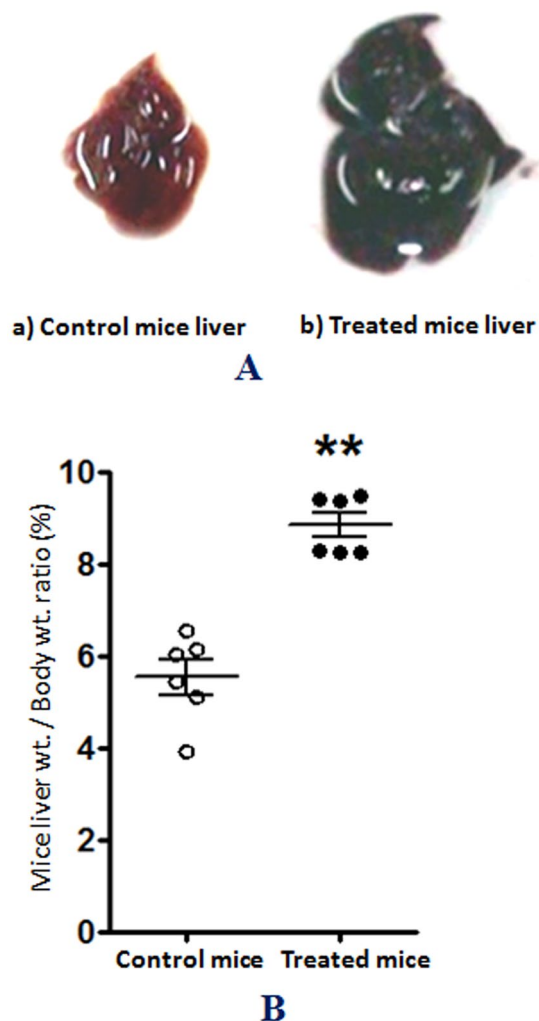 a) Control mice liver
b) Treated mice liver
A
**
10
8
6
4
2
0
Mice liver wt. / Body wt. ratio (%)
Control mice
Treated mice
B